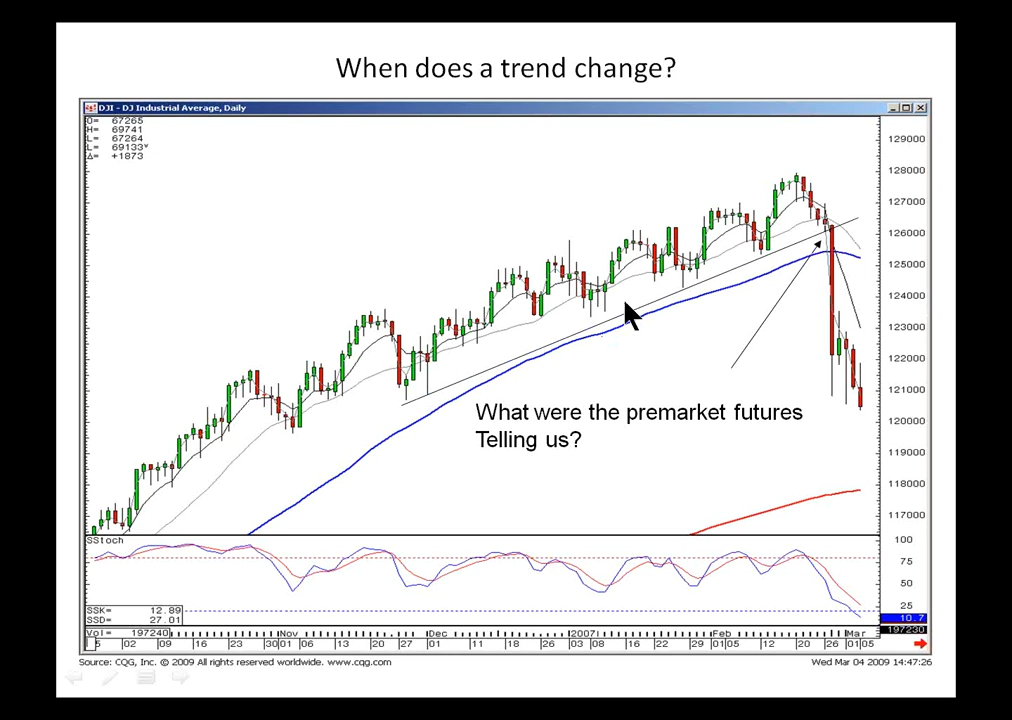 When does a trend change?
DJI - DJ Industrial Average, Daily
O= 67265
H= 69741
L= 67264
L= 69133▼
Δ= +1873
129000
128000
127000
126000
125000
124000
123000
122000
121000
120000
119000
118000
117000
What were the premarket futures
Telling us?
SStoch
100
75
50
25
10.7
SSK= 12.89
SSD= 27.01
Vol= 197240
197230
Nov Dec 2007 Feb Mar
02 09 16 23 30 06 13 20 27 01 11 18 26 03 08 16 22 29 01 05 12 20 26 01 05
Source: CQG, Inc. © 2009 All rights reserved worldwide. www.cqg.com
Wed Mar 04 2009 14:47:26